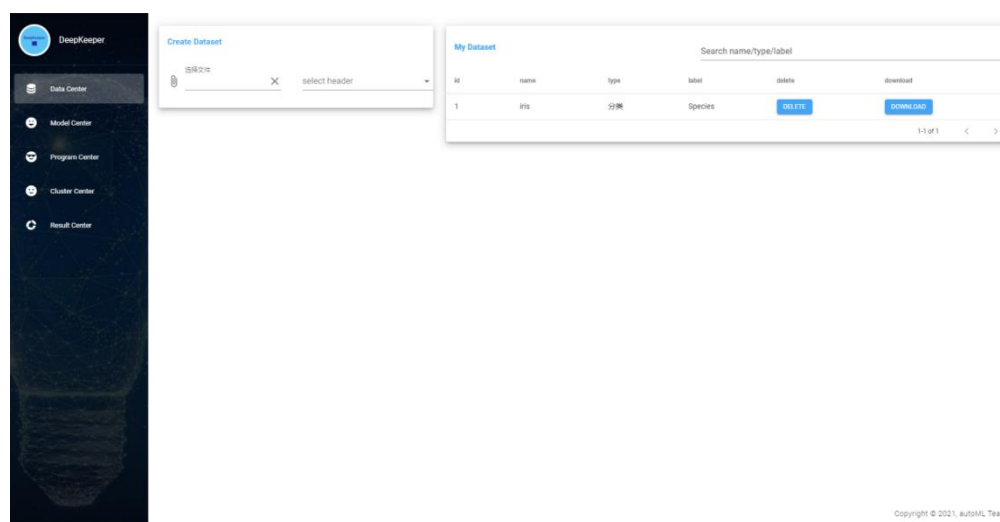 DeepKeeper
Data Center
Model Center
Program Center
Cluster Center
Result Center
Create Dataset
选择文件
select header
My Dataset
Search name/type/label
id name type label delete download
1 iris 分类 Species DELETE DOWNLOAD
1-1 of 1
Copyright © 2021, autoML Tea